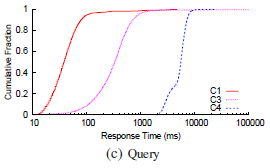 1
0.8
0.6
0.4
0.2
0
Cumulative Fraction
C1
C3
C4
10 100 1000 10000 100000
Response Time (ms)
(c) Query